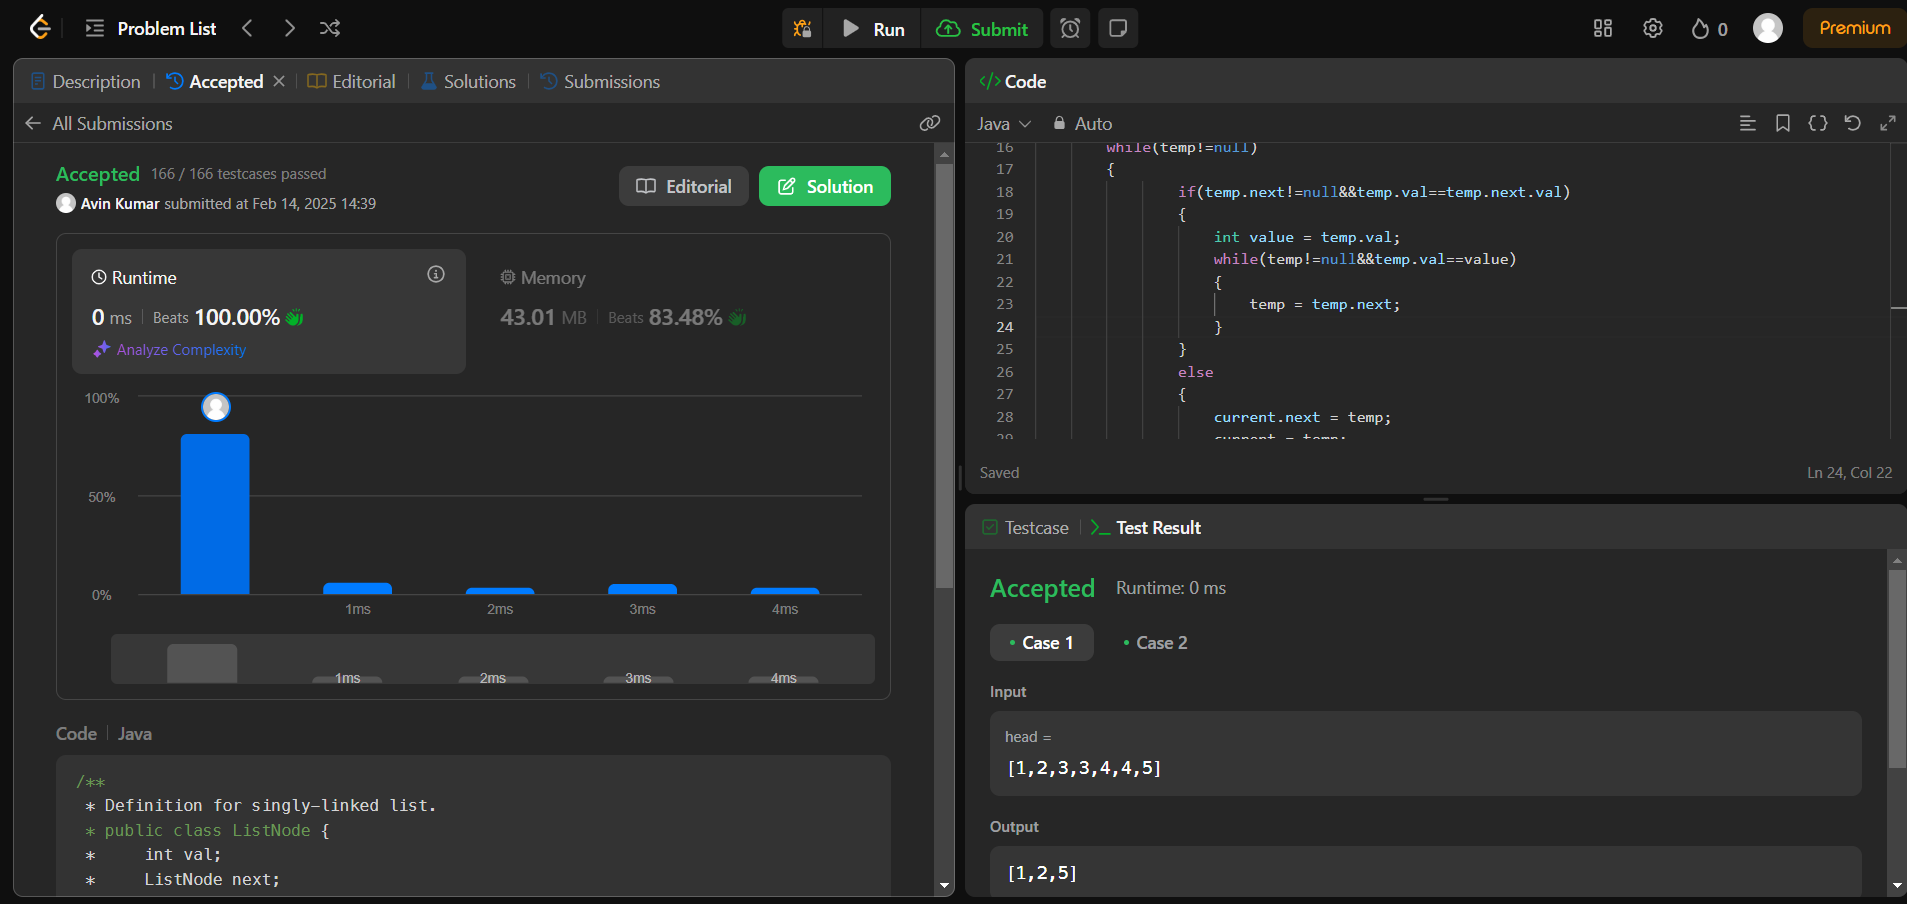 Problem List
Run
Submit
0
Premium
Description
Accepted
Editorial
Solutions
Submissions
All Submissions
Accepted 166 / 166 testcases passed
Avin Kumar submitted at Feb 14, 2025 14:39
Editorial
Solution
Runtime
0 ms Beats 100.00%
Analyze Complexity
Memory
43.01 MB Beats 83.48%
100%
50%
0%
1ms 2ms 3ms 4ms
1ms 2ms 3ms 4ms
Code Java
/**
* Definition for singly-linked list.
* public class ListNode {
* int val;
* ListNode next;
</> Code
Java Auto
16 while(temp!=null)
17 {
18 if(temp.next!=null&&temp.val==temp.next.val)
19 {
20 int value = temp.val;
21 while(temp!=null&&temp.val==value)
22 {
23 temp = temp.next;
24 }
25 }
26 else
27 {
28 current.next = temp;
29 current = temp;
Saved
Ln 24, Col 22
Testcase
Test Result
Accepted Runtime: 0 ms
Case 1
Case 2
Input
head =
[1,2,3,3,4,4,5]
Output
[1,2,5]